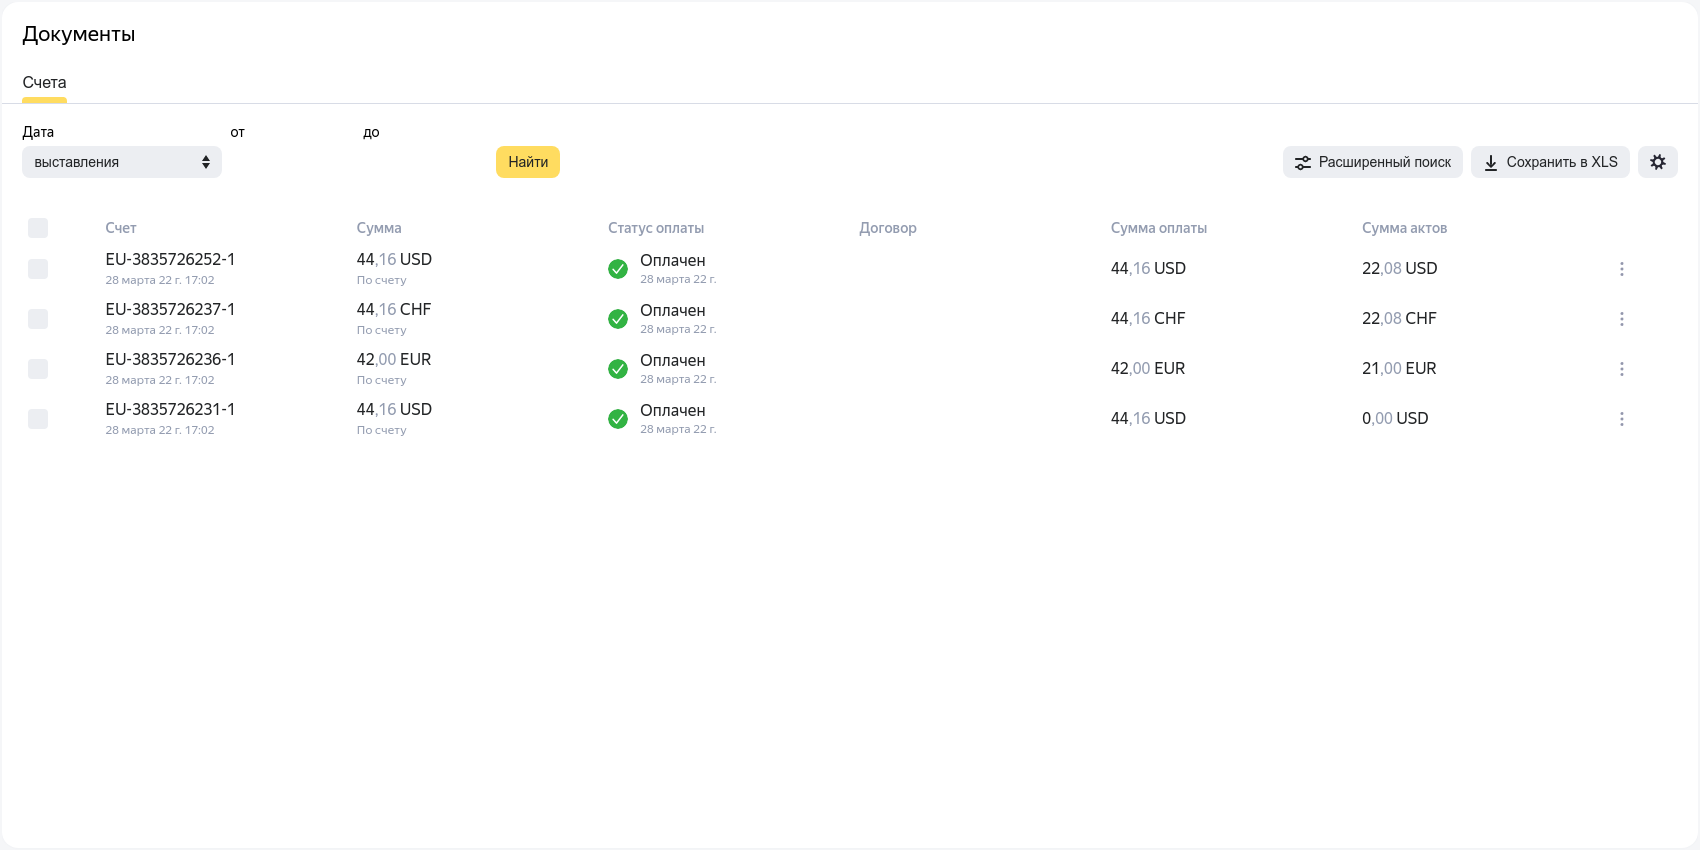 Документы
Счета
Дата от до
выставления Найти Расширенный поиск Сохранить в XLS
Счет Сумма Статус оплаты Договор Сумма оплаты Сумма актов
EU-3835726252-1 44,16 USD Оплачен 44,16 USD 22,08 USD
28 марта 22 г. 17:02 По счету 28 марта 22 г.
EU-3835726237-1 44,16 CHF Оплачен 44,16 CHF 22,08 CHF
28 марта 22 г. 17:02 По счету 28 марта 22 г.
EU-3835726236-1 42,00 EUR Оплачен 42,00 EUR 21,00 EUR
28 марта 22 г. 17:02 По счету 28 марта 22 г.
EU-3835726231-1 44,16 USD Оплачен 44,16 USD 0,00 USD
28 марта 22 г. 17:02 По счету 28 марта 22 г.